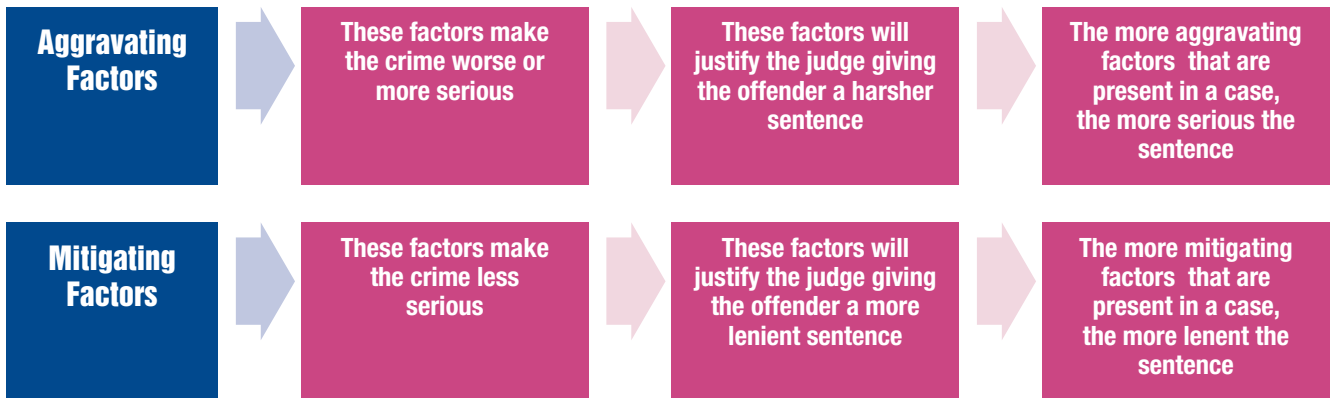 Aggravating
Factors
These factors make
the crime worse or
more serious
These factors will
justify the judge giving
the offender a harsher
sentence
The more aggravating
factors  that are
present in a case,
the more serious the
sentence
Mitigating
Factors
These factors make
the crime less
serious
These factors will
justify the judge giving
the offender a more
lenient sentence
The more mitigating
factors  that are
present in a case,
the more lenent the
sentence